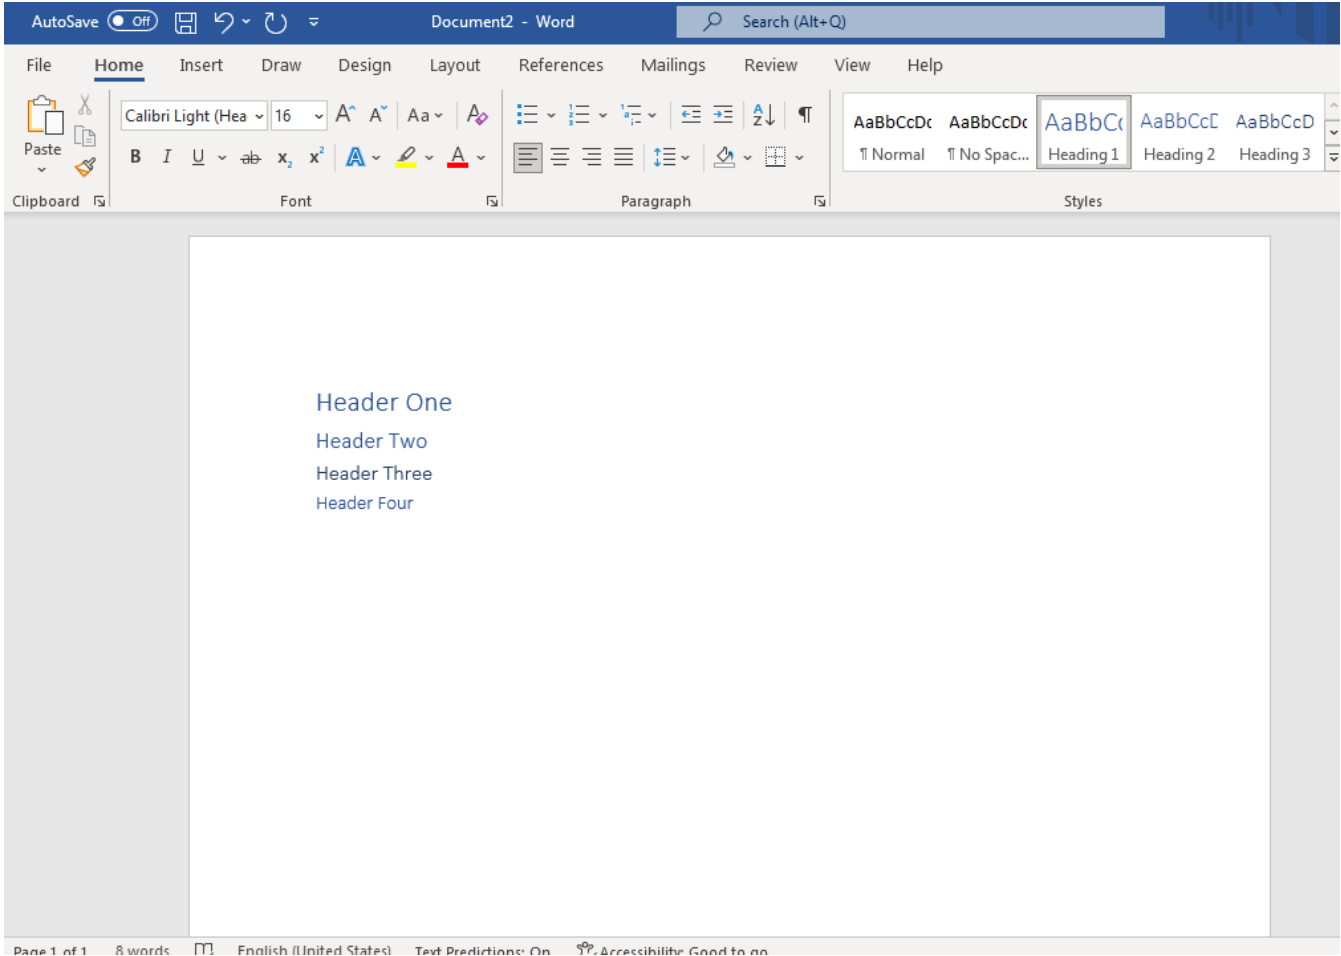 AutoSave Off Document2 - Word Search (Alt+Q)
File Home Insert Draw Design Layout References Mailings Review View Help
Calibri Light (Hea 16 A A Aa A
Paste B I U ab x₂ x² A A
AaBbCcDc AaBbCcDc AaBbCc AaBbCcD AaBbCcD
¶ Normal ¶ No Spac... Heading 1 Heading 2 Heading 3
Clipboard Font Paragraph Styles
Header One
Header Two
Header Three
Header Four
Page 1 of 1 8 words English (United States) Text Predictions: On Accessibility: Good to go